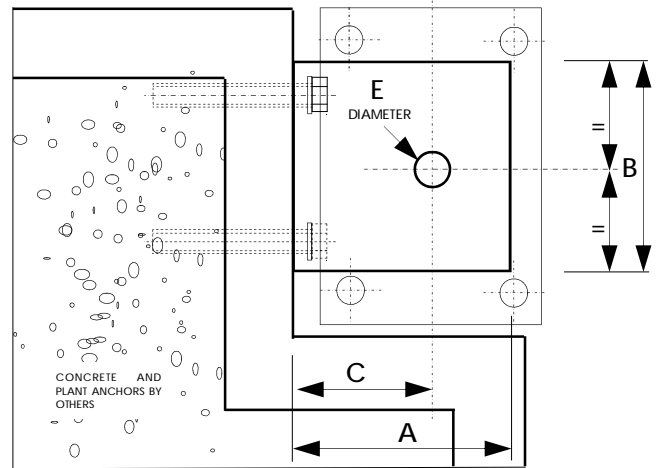 E
DIAMETER
=
B
=
C
CONCRETE AND
PLANT ANCHORS BY
OTHERS
A